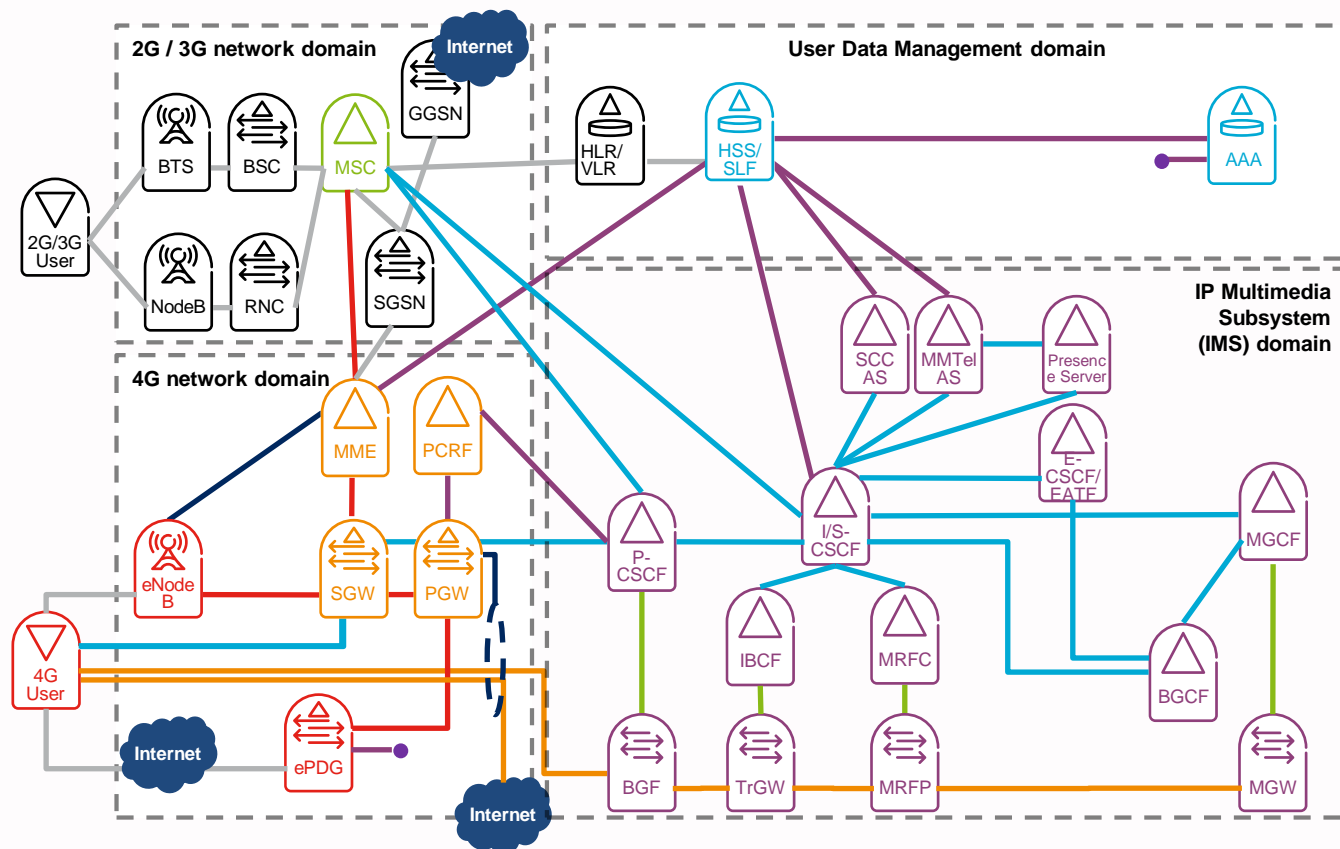 2G / 3G network domain
Internet
User Data Management domain
GGSN
BTS
BSC
MSC
HLR/
VLR
HSS/
SLF
AAA
2G/3G
User
NodeB
RNC
SGSN
IP Multimedia
Subsystem
(IMS) domain
SCC
AS
MMTel
AS
Presenc
e Server
4G network domain
MME
PCRF
E-
CSCF/
EATF
eNode
B
SGW
PGW
P-
CSCF
I/S-
CSCF
MGCF
4G
User
IBCF
MRFC
BGCF
Internet
ePDG
BGF
TrGW
MRFP
MGW
Internet